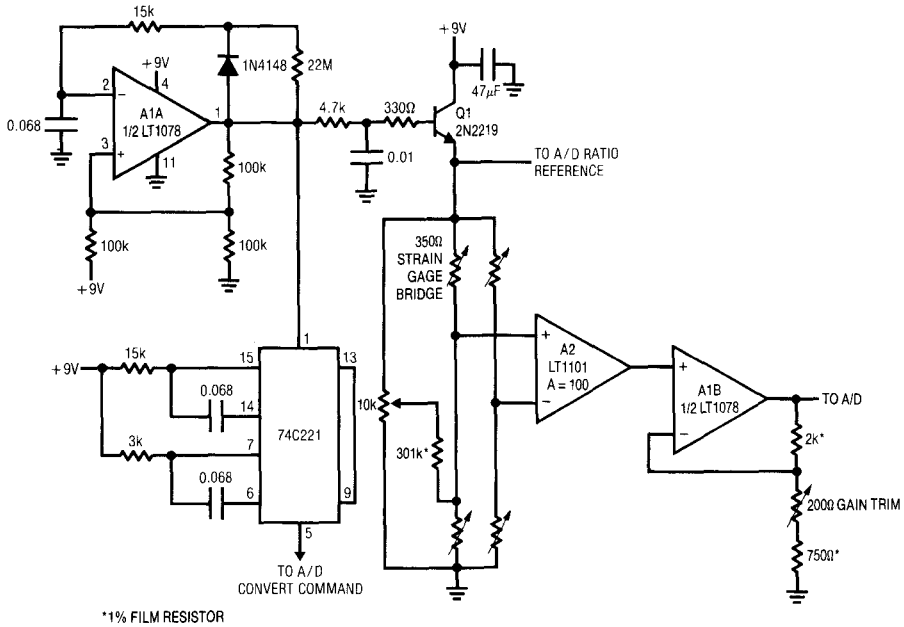 15k
1N4148
22M
+9V
4
2
−
A1A
1/2 LT1078
1
3
+
11
0.068
100k
100k
100k
+9V
4.7k
330Ω
0.01
+9V
47μF
Q1
2N2219
TO A/D RATIO
REFERENCE
350Ω
STRAIN
GAGE
BRIDGE
10k
301k*
+
A2
LT1101
A = 100
−
+
A1B
1/2 LT1078
−
TO A/D
2k*
200Ω GAIN TRIM
750Ω*
+9V
15k
0.068
3k
0.068
1
15
13
14
74C221
7
6
9
5
TO A/D
CONVERT COMMAND
*1% FILM RESISTOR